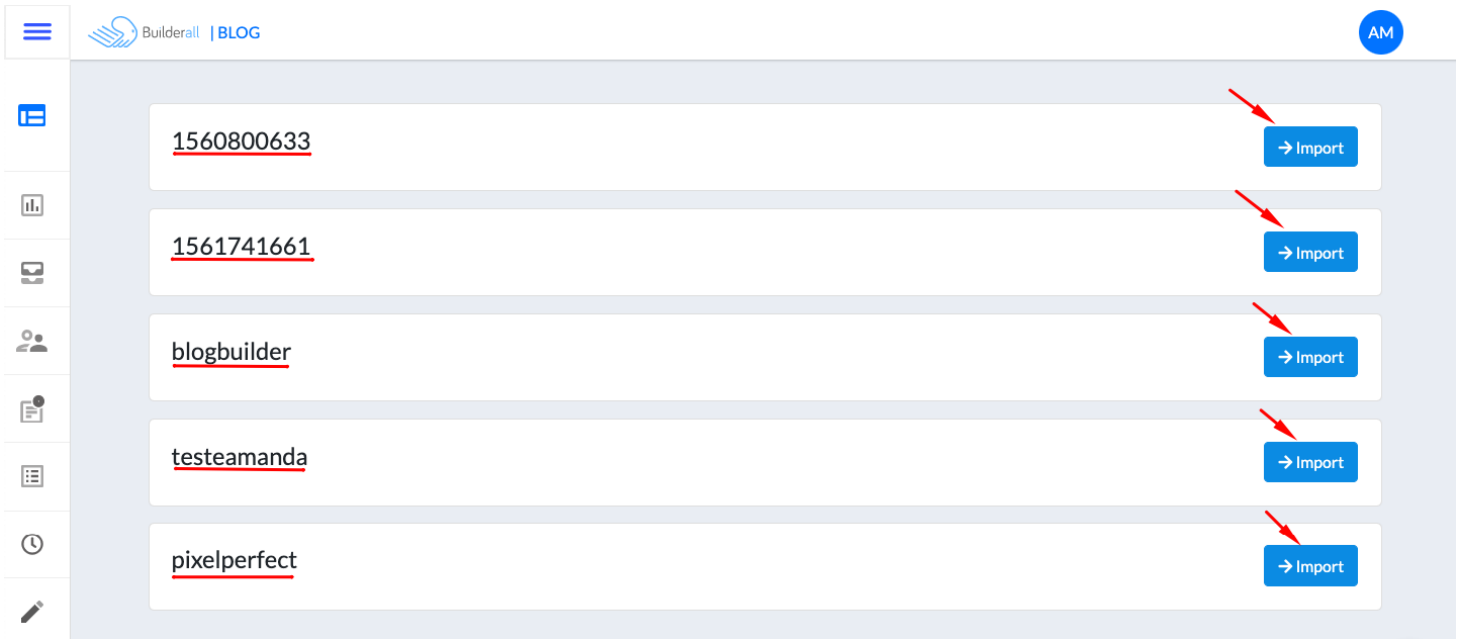 Builderall | BLOG
AM
1560800633
Import
1561741661
Import
blogbuilder
Import
testeamanda
Import
pixelperfect
Import